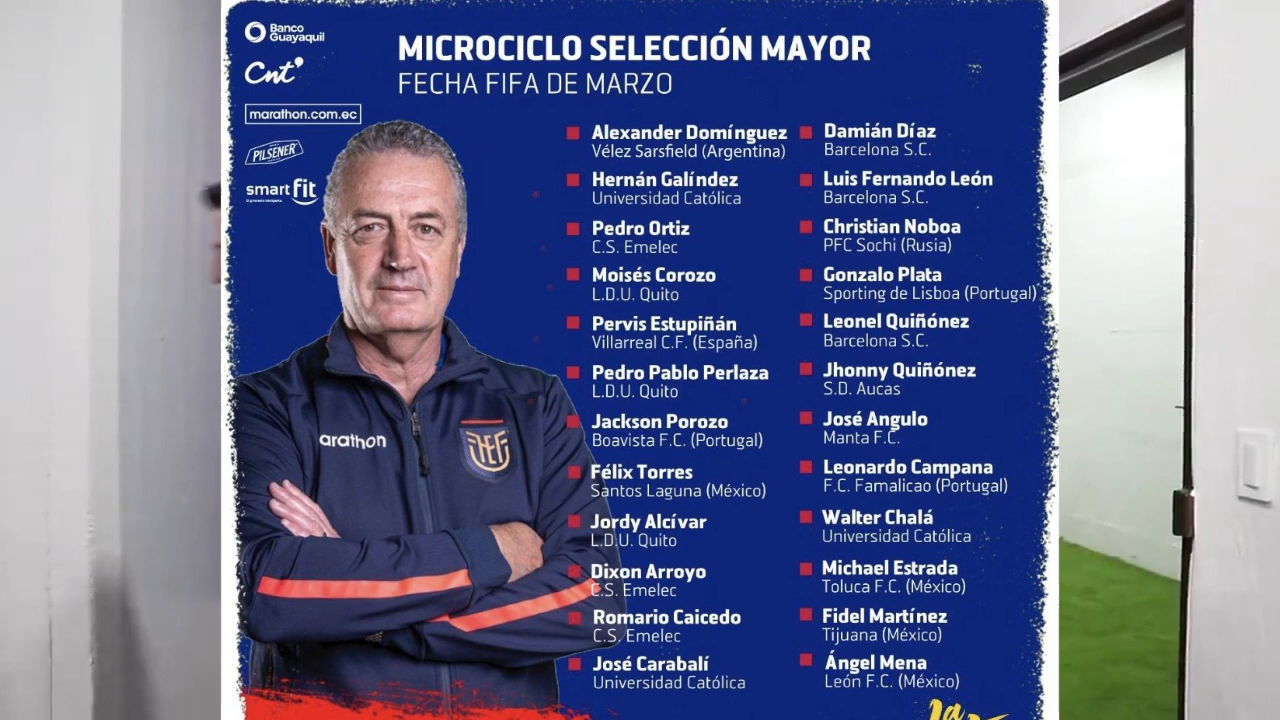 Banco
Guayaquil
Cnt
marathon.com.ec
PILSENER
smart fit
MICROCICLO SELECCIÓN MAYOR
FECHA FIFA DE MARZO
arathon
Alexander Domínguez
Vélez Sarsfield (Argentina)
Hernán Galíndez
Universidad Católica
Pedro Ortiz
C.S. Emelec
Moisés Corozo
L.D.U. Quito
Pervis Estupiñán
Villarreal C.F. (España)
Pedro Pablo Perlaza
L.D.U. Quito
Jackson Porozo
Boavista F.C. (Portugal)
Félix Torres
Santos Laguna (México)
Jordy Alcívar
L.D.U. Quito
Dixon Arroyo
C.S. Emelec
Romario Caicedo
C.S. Emelec
José Carabalí
Universidad Católica
Damián Díaz
Barcelona S.C.
Luis Fernando León
Barcelona S.C.
Christian Noboa
PFC Sochi (Rusia)
Gonzalo Plata
Sporting de Lisboa (Portugal)
Leonel Quiñónez
Barcelona S.C.
Jhonny Quiñónez
S.D. Aucas
José Angulo
Manta F.C.
Leonardo Campana
F.C. Famalicao (Portugal)
Walter Chalá
Universidad Católica
Michael Estrada
Toluca F.C. (México)
Fidel Martínez
Tijuana (México)
Ángel Mena
León F.C. (México)
la